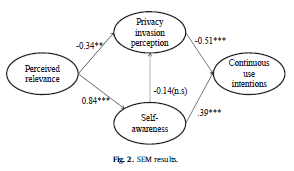 Privacy
invasion
perception
-0.34**
-0.51***
Perceived
relevance
Continuous
use
intentions
-0.14(n.s)
0.84***
.39***
Self-
awareness
Fig. 2. SEM results.